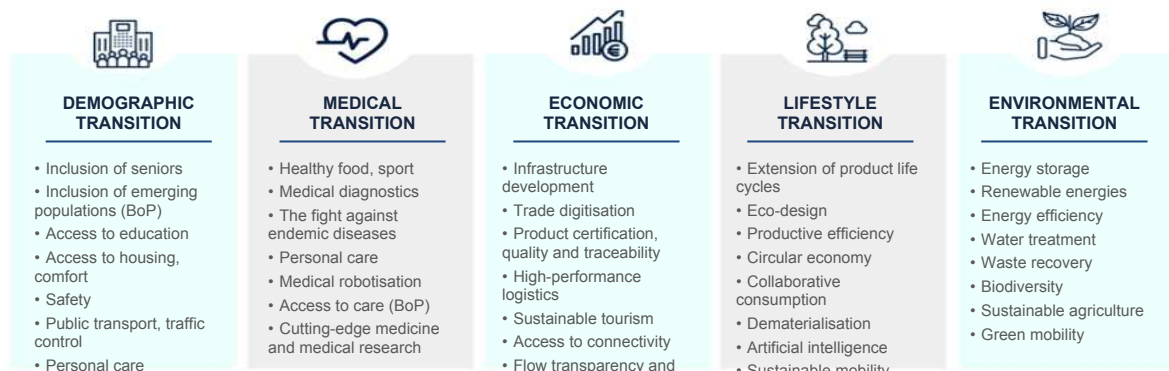 DEMOGRAPHIC
TRANSITION
• Inclusion of seniors
• Inclusion of emerging
populations (BoP)
• Access to education
• Access to housing,
comfort
• Safety
• Public transport, traffic
control
• Personal care
MEDICAL
TRANSITION
• Healthy food, sport
• Medical diagnostics
• The fight against
endemic diseases
• Personal care
• Medical robotisation
• Access to care (BoP)
• Cutting-edge medicine
and medical research
ECONOMIC
TRANSITION
• Infrastructure
development
• Trade digitisation
• Product certification,
quality and traceability
• High-performance
logistics
• Sustainable tourism
• Access to connectivity
• Flow transparency and
LIFESTYLE
TRANSITION
• Extension of product life
cycles
• Eco-design
• Productive efficiency
• Circular economy
• Collaborative
consumption
• Dematerialisation
• Artificial intelligence
• Sustainable mobility
ENVIRONMENTAL
TRANSITION
• Energy storage
• Renewable energies
• Energy efficiency
• Water treatment
• Waste recovery
• Biodiversity
• Sustainable agriculture
• Green mobility